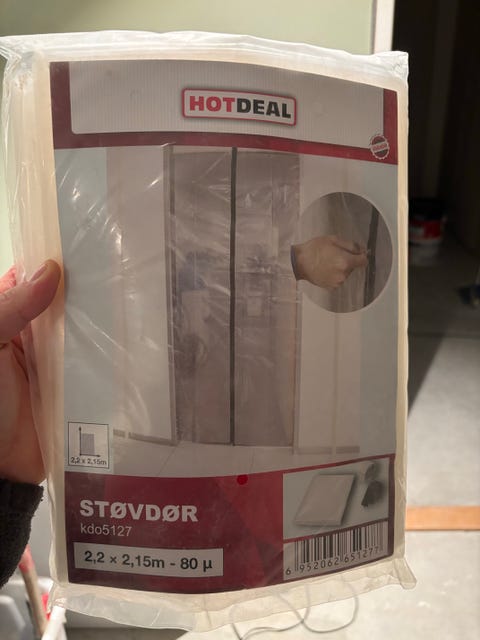 HOTDEAL
2,2 x 2,15m
STØVDØR
kdo5127
2,2 x 2,15m - 80 µ
6 952062 651277